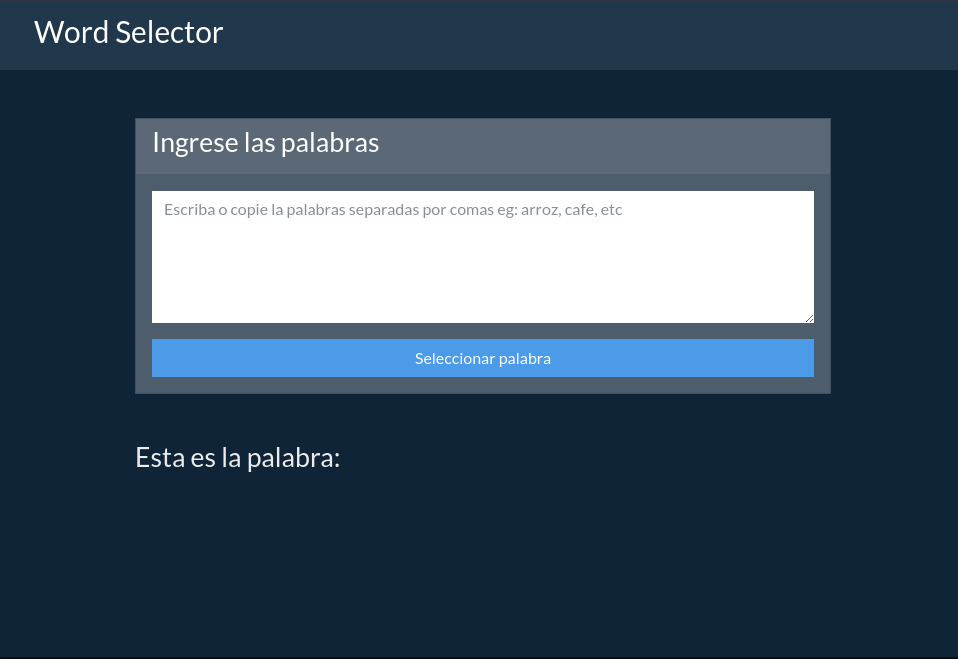 Word Selector
Ingrese las palabras
Escriba o copie la palabras separadas por comas eg: arroz, cafe, etc
Seleccionar palabra
Esta es la palabra: